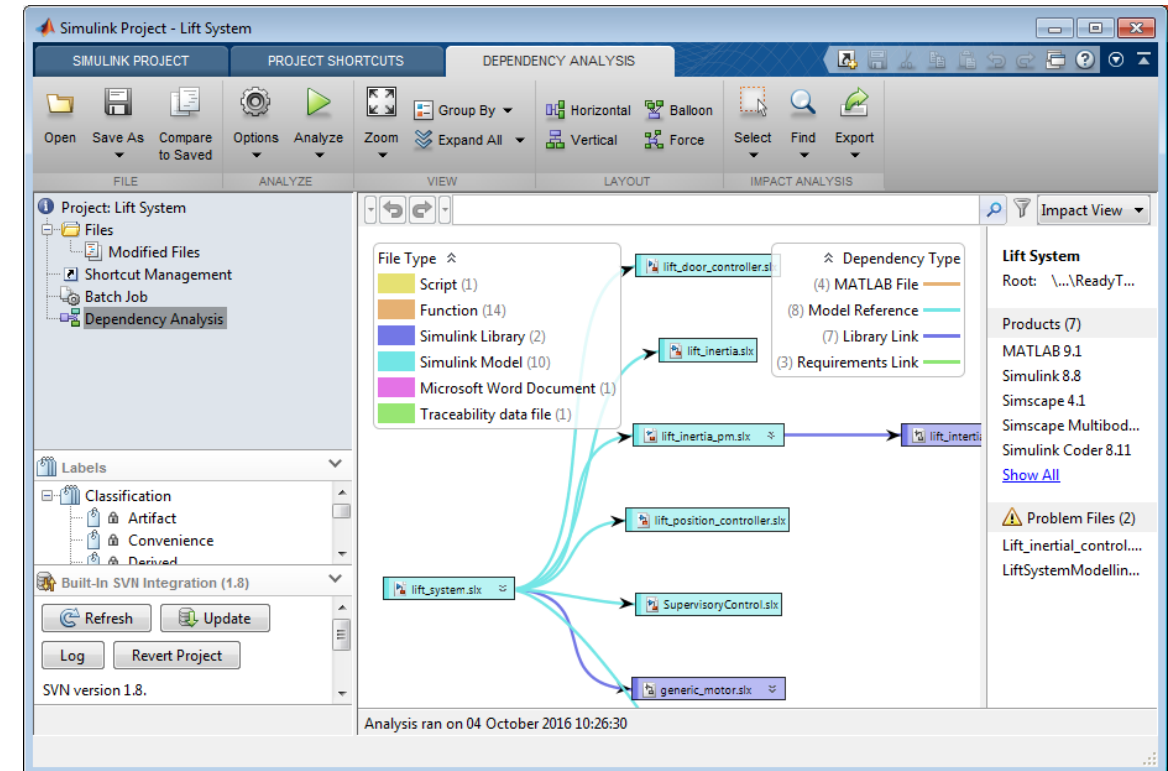 Simulink Project - Lift System
SIMULINK PROJECT
PROJECT SHORTCUTS
DEPENDENCY ANALYSIS
Open
Save As
Compare to Saved
Options
Analyze
Zoom
Group By
Expand All
Horizontal
Vertical
Balloon
Force
Select
Find
Export
FILE
ANALYZE
VIEW
LAYOUT
IMPACT ANALYSIS
Project: Lift System
Files
Modified Files
Shortcut Management
Batch Job
Dependency Analysis
Labels
Classification
Artifact
Convenience
Derived
Built-In SVN Integration (1.8)
Refresh
Update
Log
Revert Project
SVN version 1.8.
Impact View
File Type
Script (1)
Function (14)
Simulink Library (2)
Simulink Model (10)
Microsoft Word Document (1)
Traceability data file (1)
Dependency Type
(4) MATLAB File
(8) Model Reference
(7) Library Link
(3) Requirements Link
lift_door_controller.sl
lift_inertia.slx
lift_inertia_pm.slx
lift_interti
lift_position_controller.slx
lift_system.slx
SupervisoryControl.slx
generic_motor.slx
Analysis ran on 04 October 2016 10:26:30
Lift System
Root: \...\ReadyT...
Products (7)
MATLAB 9.1
Simulink 8.8
Simscape 4.1
Simscape Multibod...
Simulink Coder 8.11
Show All
Problem Files (2)
Lift_inertial_control....
LiftSystemModellin...